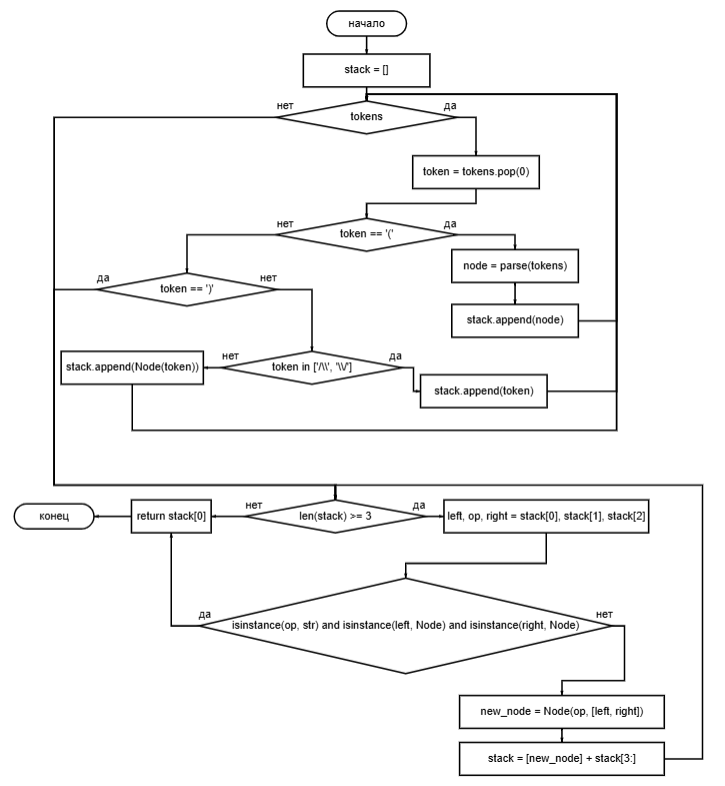 начало
stack = []
нет
да
tokens
token = tokens.pop(0)
нет
да
token == '('
node = parse(tokens)
да
нет
token == ')'
stack.append(node)
нет
да
stack.append(Node(token))
token in ['/\\', '\\/']
stack.append(token)
нет
да
конец
return stack[0]
len(stack) >= 3
left, op, right = stack[0], stack[1], stack[2]
да
нет
isinstance(op, str) and isinstance(left, Node) and isinstance(right, Node)
new_node = Node(op, [left, right])
stack = [new_node] + stack[3:]